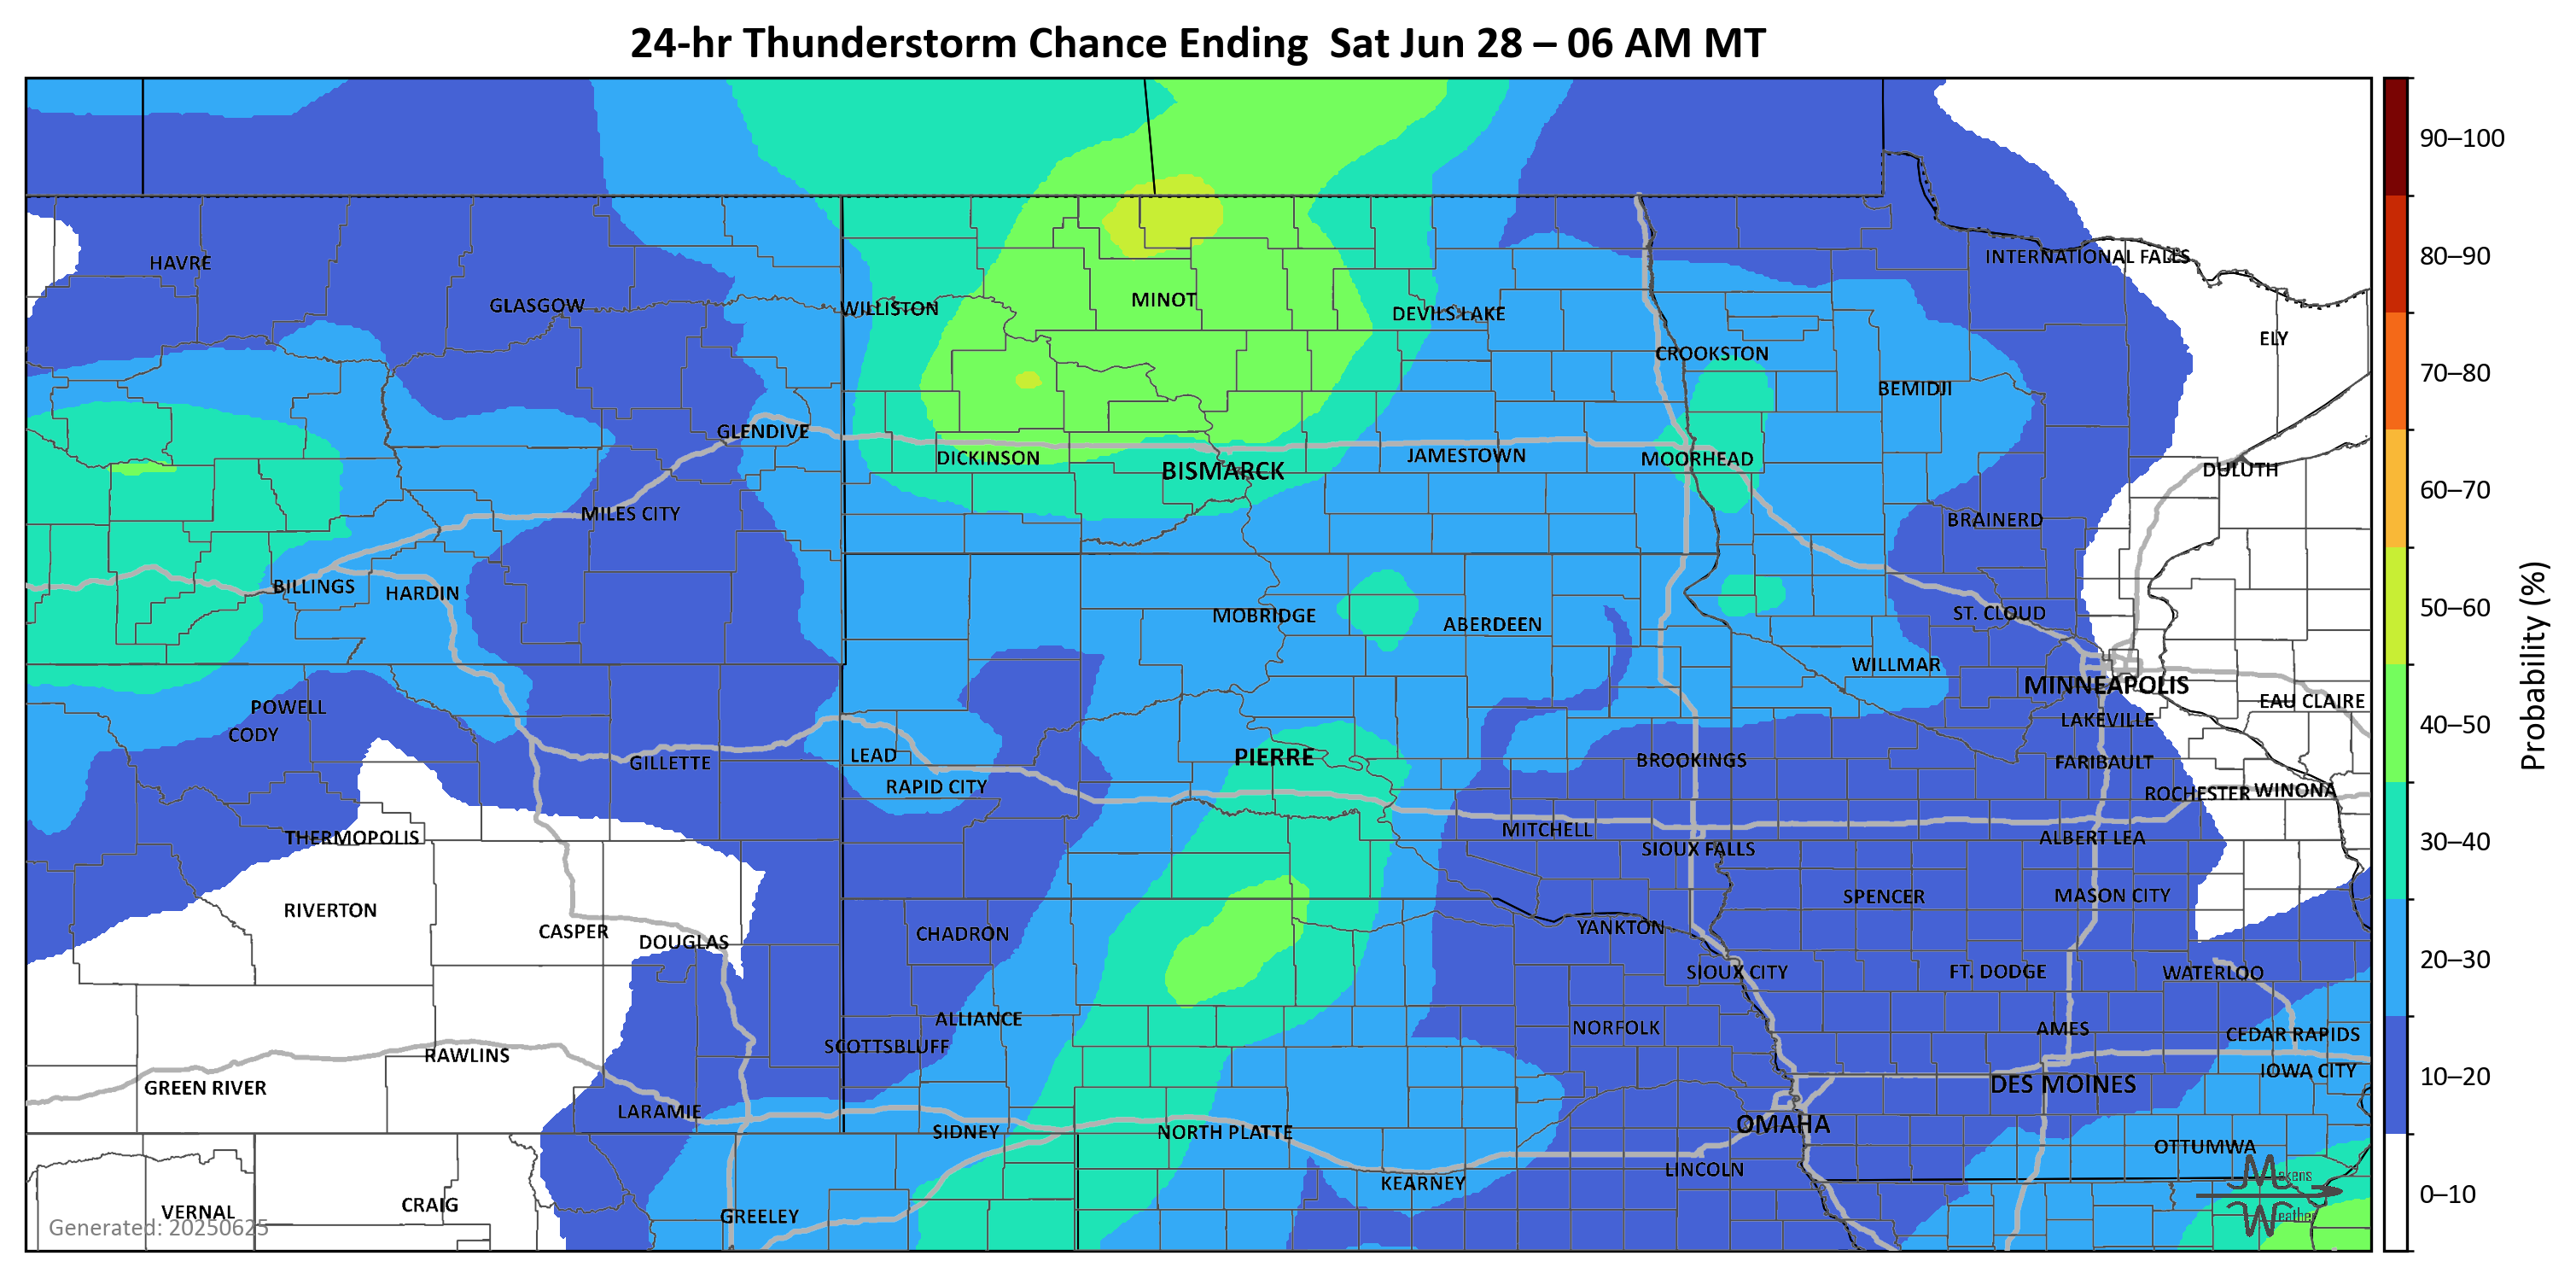 24-hr Thunderstorm Chance Ending  Sat Jun 28 – 06 AM MT
90–100
INTERNATIONAL FALLS
80–90
HAVRE
MINOT
GLASGOW
WILLISTON
DEVILS LAKE
ELY
CROOKSTON
70–80
BEMIDJI
GLENDIVE
DICKINSON
BISMARCK
JAMESTOWN
MOORHEAD
DULUTH
60–70
MILES CITY
BRAINERD
BILLINGS
HARDIN
50–60
MOBRIDGE
ABERDEEN
ST. CLOUD
WILLMAR
MINNEAPOLIS
Probability (%)
POWELL
EAU CLAIRE
CODY
LAKEVILLE
40–50
LEAD
PIERRE
GILLETTE
BROOKINGS
FARIBAULT
RAPID CITY
ROCHESTER
WINONA
THERMOPOLIS
MITCHELL
ALBERT LEA
30–40
SIOUX FALLS
RIVERTON
SPENCER
MASON CITY
CASPER
DOUGLAS
CHADRON
YANKTON
20–30
SIOUX CITY
FT. DODGE
WATERLOO
ALLIANCE
NORFOLK
AMES
CEDAR RAPIDS
SCOTTSBLUFF
RAWLINS
IOWA CITY
GREEN RIVER
DES MOINES
10–20
LARAMIE
OMAHA
SIDNEY
NORTH PLATTE
OTTUMWA
LINCOLN
Makens
KEARNEY
0–10
CRAIG
VERNAL
GREELEY
Weather
Generated: 20250625